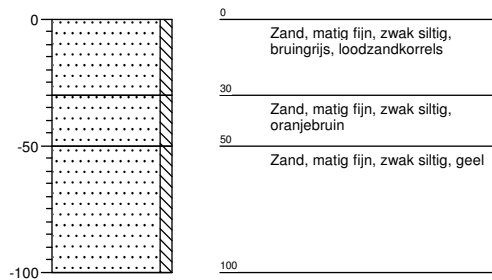 0
-50
-100
0
Zand, matig fijn, zwak siltig,
bruingrijs, loodzandkorrels
30
Zand, matig fijn, zwak siltig,
oranjebruin
50
Zand, matig fijn, zwak siltig, geel
100